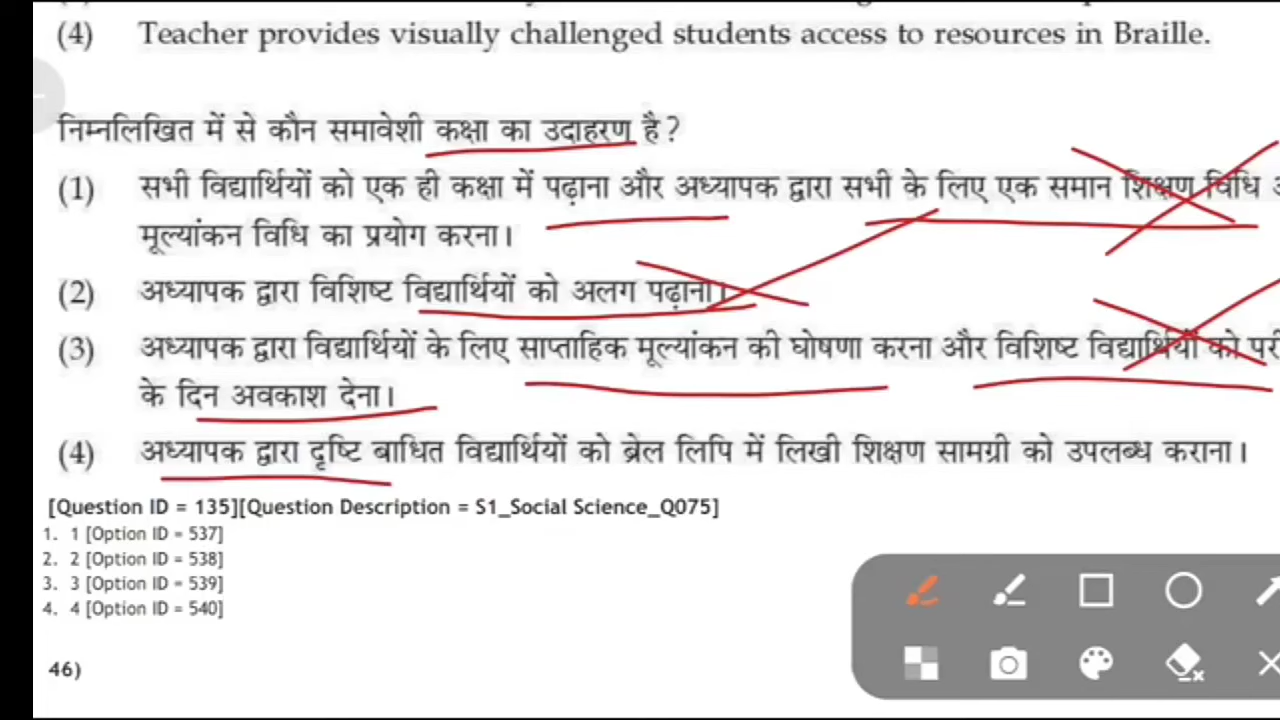 (4) Teacher provides visually challenged students access to resources in Braille.
निम्नलिखित में से कौन समावेशी कक्षा का उदाहरण है?
(1) सभी विद्यार्थियों को एक ही कक्षा में पढ़ाना और अध्यापक द्वारा सभी के लिए एक समान शिक्षण विधि
मूल्यांकन विधि का प्रयोग करना।
(2) अध्यापक द्वारा विशिष्ट विद्यार्थियों को अलग पढ़ाना।
(3) अध्यापक द्वारा विद्यार्थियों के लिए साप्ताहिक मूल्यांकन की घोषणा करना और विशिष्ट विद्यार्थियों को
के दिन अवकाश देना।
(4) अध्यापक द्वारा दृष्टि बाधित विद्यार्थियों को ब्रेल लिपि में लिखी शिक्षण सामग्री को उपलब्ध कराना।
[Question ID = 135][Question Description = S1_Social Science_Q075]
1. 1 [Option ID = 537]
2. 2 [Option ID = 538]
3. 3 [Option ID = 539]
4. 4 [Option ID = 540]
46)